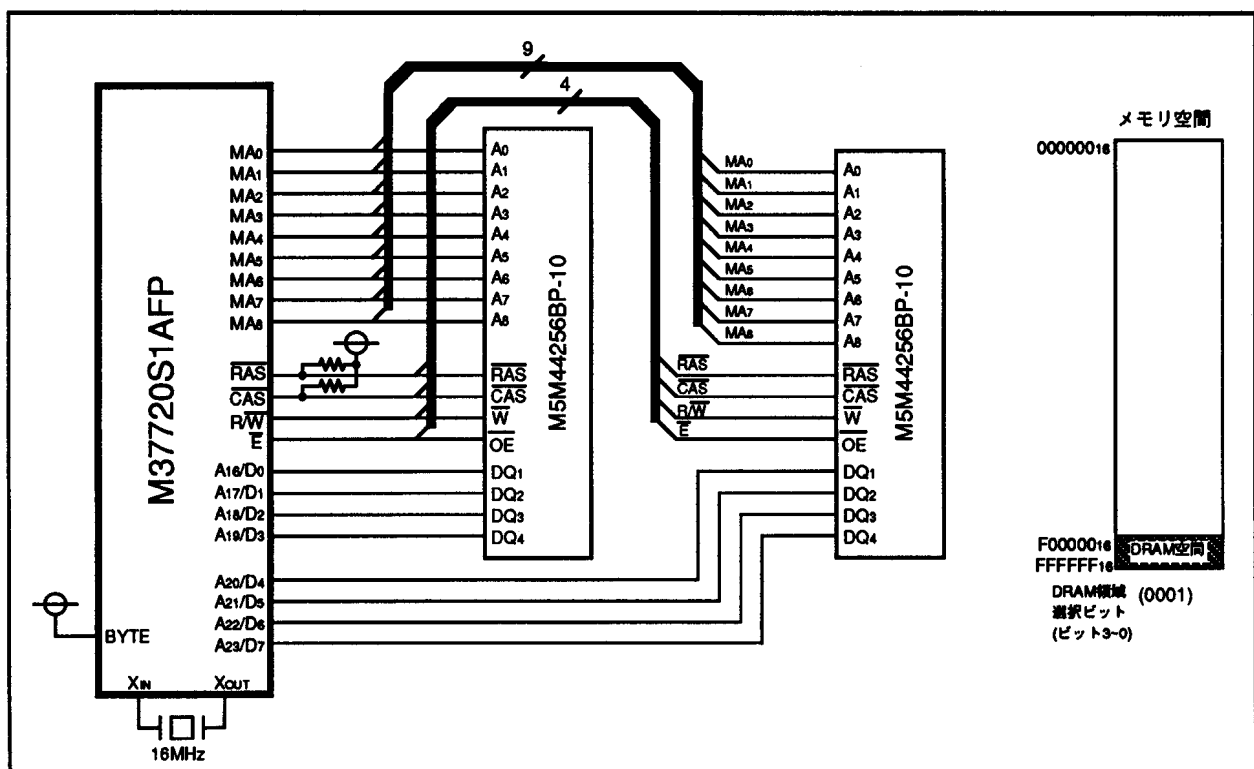 9
4
M37720S1AFP
MA0
MA1
MA2
MA3
MA4
MA5
MA6
MA7
MA8
RAS
CAS
R/W
E
A16/D0
A17/D1
A18/D2
A19/D3
A20/D4
A21/D5
A22/D6
A23/D7
BYTE
XIN
XOUT
16MHz
M5M44256BP-10
A0
A1
A2
A3
A4
A5
A6
A7
A8
RAS
CAS
W
OE
DQ1
DQ2
DQ3
DQ4
MA0
MA1
MA2
MA3
MA4
MA5
MA6
MA7
MA8
RAS
CAS
R/W
E
M5M44256BP-10
A0
A1
A2
A3
A4
A5
A6
A7
A8
RAS
CAS
W
OE
DQ1
DQ2
DQ3
DQ4
メモリ空間
00000016
F0000016
DRAM空間
FFFFFF16
DRAM領域
選択ビット
(ビット3~0)
(0001)